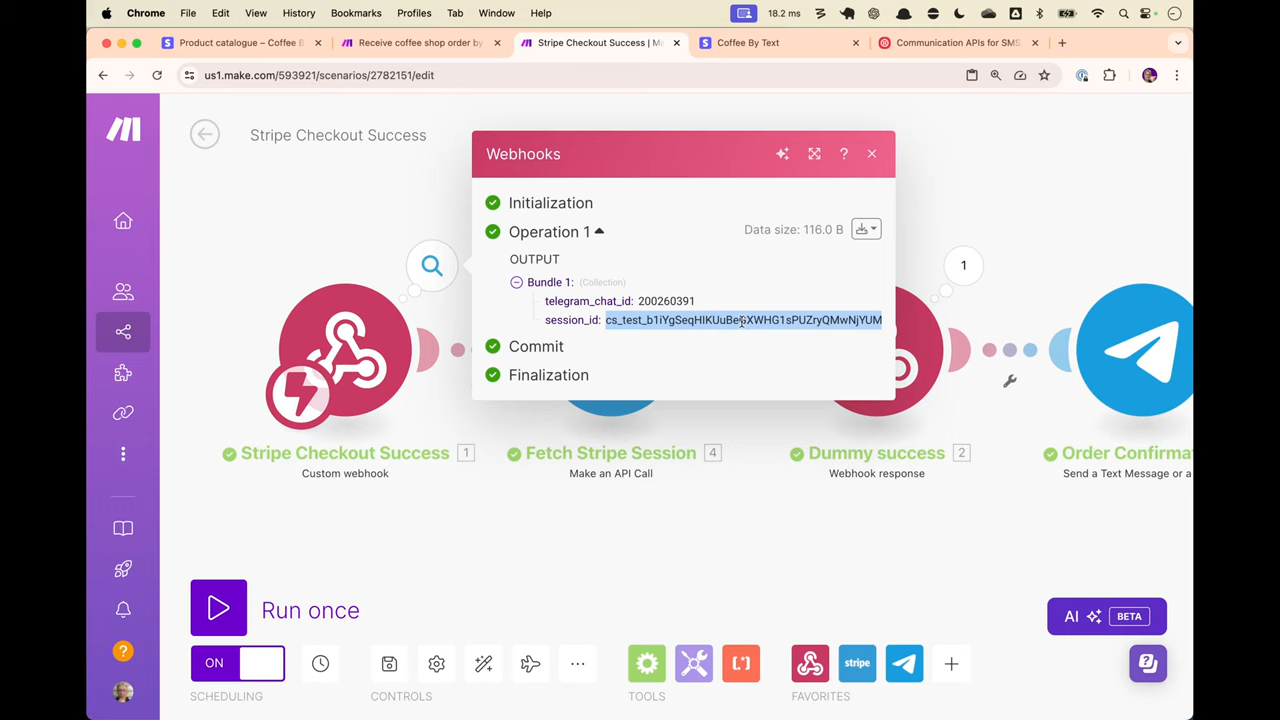 Chrome File Edit View History Bookmarks Profiles Tab Window Help 18.2 ms
Product catalogue – Coffee B
Receive coffee shop order by
Stripe Checkout Success | Ma
Coffee By Text
Communication APIs for SMS,
us1.make.com/593921/scenarios/2782151/edit
Stripe Checkout Success
Webhooks
Initialization
Operation 1
Data size: 116.0 B
OUTPUT
Bundle 1: (Collection)
telegram_chat_id: 200260391
session_id: cs_test_b1iYgSeqHIKUuBeGXWHG1sPUZryQMwNjYUM
Commit
Finalization
1
Stripe Checkout Success 1
Custom webhook
Fetch Stripe Session 4
Make an API Call
Dummy success 2
Webhook response
Order Confirma
Send a Text Message or a
Run once
AI BETA
ON
stripe
SCHEDULING
CONTROLS
TOOLS
FAVORITES